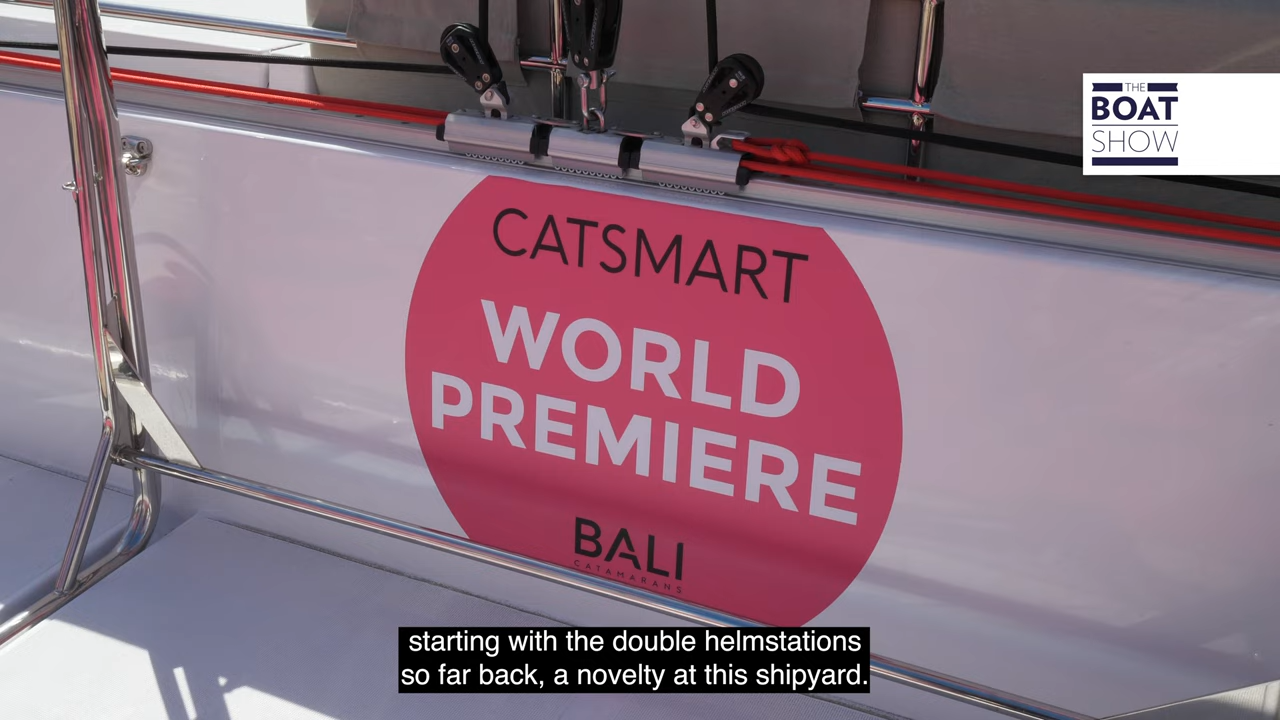 THE
BOAT
SHOW
CATSMART
WORLD
PREMIERE
BALI
CATAMARANS
starting with the double helmstations
so far back, a novelty at this shipyard.